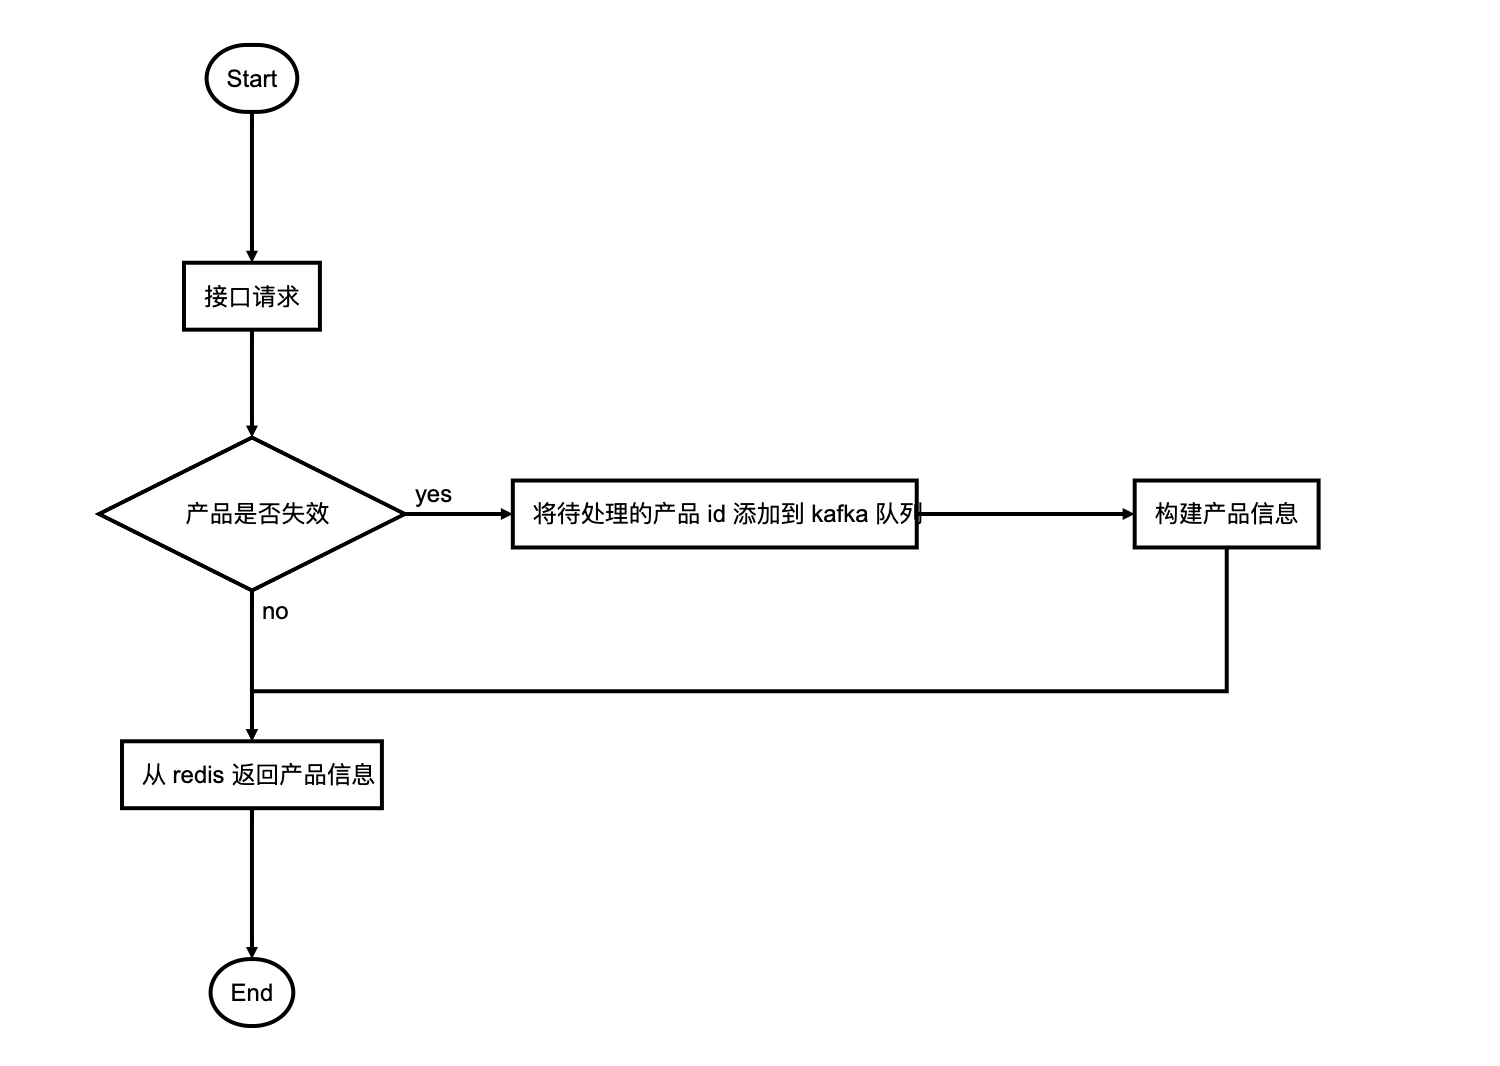 Start
接口请求
产品是否失效
yes
将待处理的产品 id 添加到 kafka 队列
构建产品信息
no
从 redis 返回产品信息
End